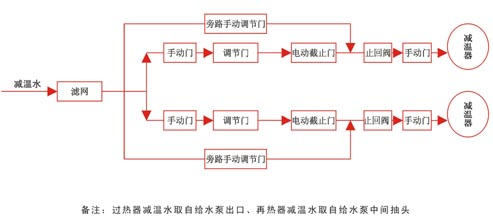 旁路手动调节门
手动门
调节门
电动截止门
止回阀
手动门
减温器
减温水
滤网
手动门
调节门
电动截止门
止回阀
手动门
减温器
旁路手动调节门
备注：过热器减温水取自给水泵出口、再热器减温水取自给水泵中间抽头